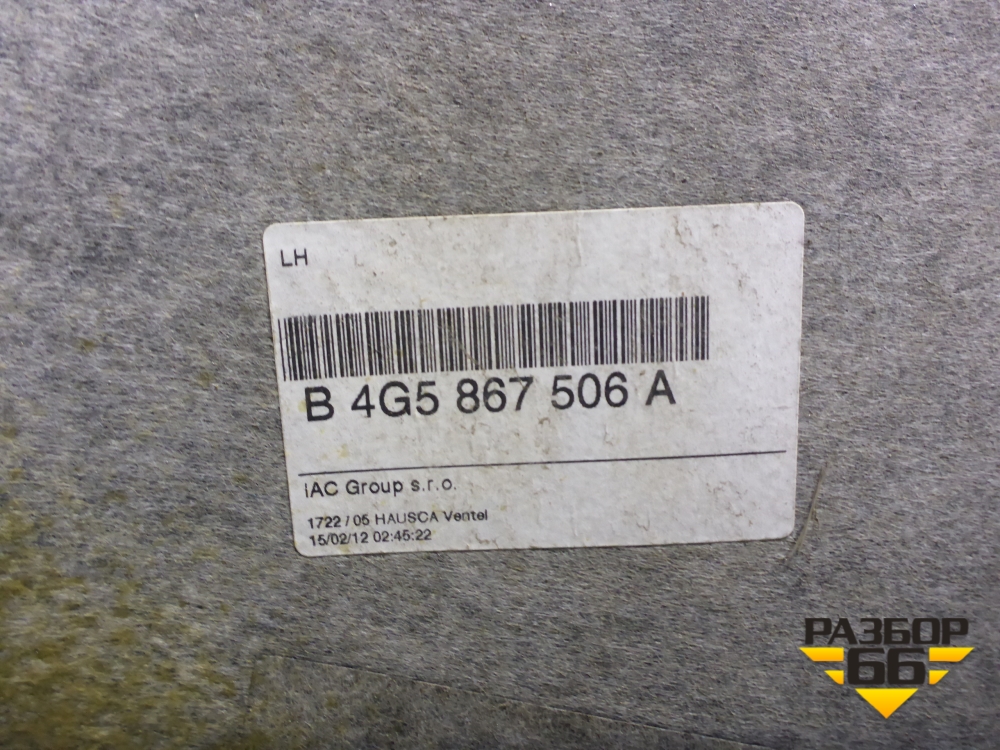 LH
B 4G5 867 506 A
IAC Group s.r.o.
1722 / 05 HAUSCA Ventel
15/02/12 02:45:22
РАЗБОР
66